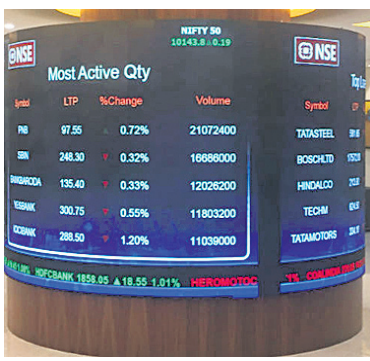 NIFTY 50
10143.8 0.19
NSE
Most Active Qty
Symbol LTP %Change Volume
PNB 97.55 ▲ 0.72% 21072400
SBIN 248.30 ▼ 0.32% 16686000
BANKBARODA 135.40 ▼ 0.33% 12026200
YESBANK 300.75 ▼ 0.55% 11803200
ICICIBANK 288.50 ▼ 1.20% 11039000
HDFCBANK 1858.05 ▲18.55 1.01% HEROMOTOC
NSE
Symbol LTP
TATASTEEL
BOSCHLTD
HINDALCO
TECHM
TATAMOTORS
1% COALINDIA